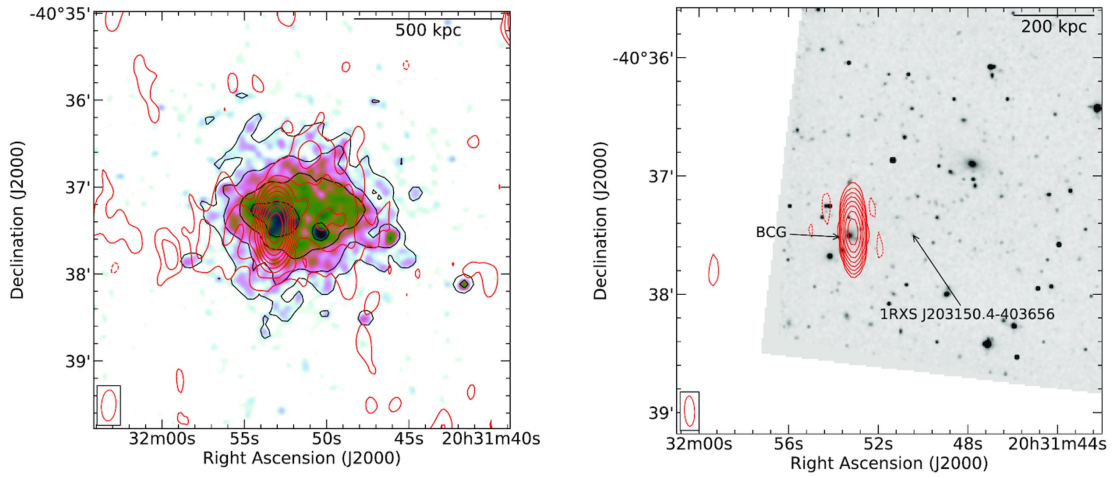 -40°35'
36'
37'
38'
39'
500 kpc
Declination (J2000)
32m00s 55s 50s 45s 20h31m40s
Right Ascension (J2000)
200 kpc
-40°36'
37'
38'
39'
Declination (J2000)
BCG
1RXS J203150.4-403656
32m00s 56s 52s 48s 20h31m44s
Right Ascension (J2000)